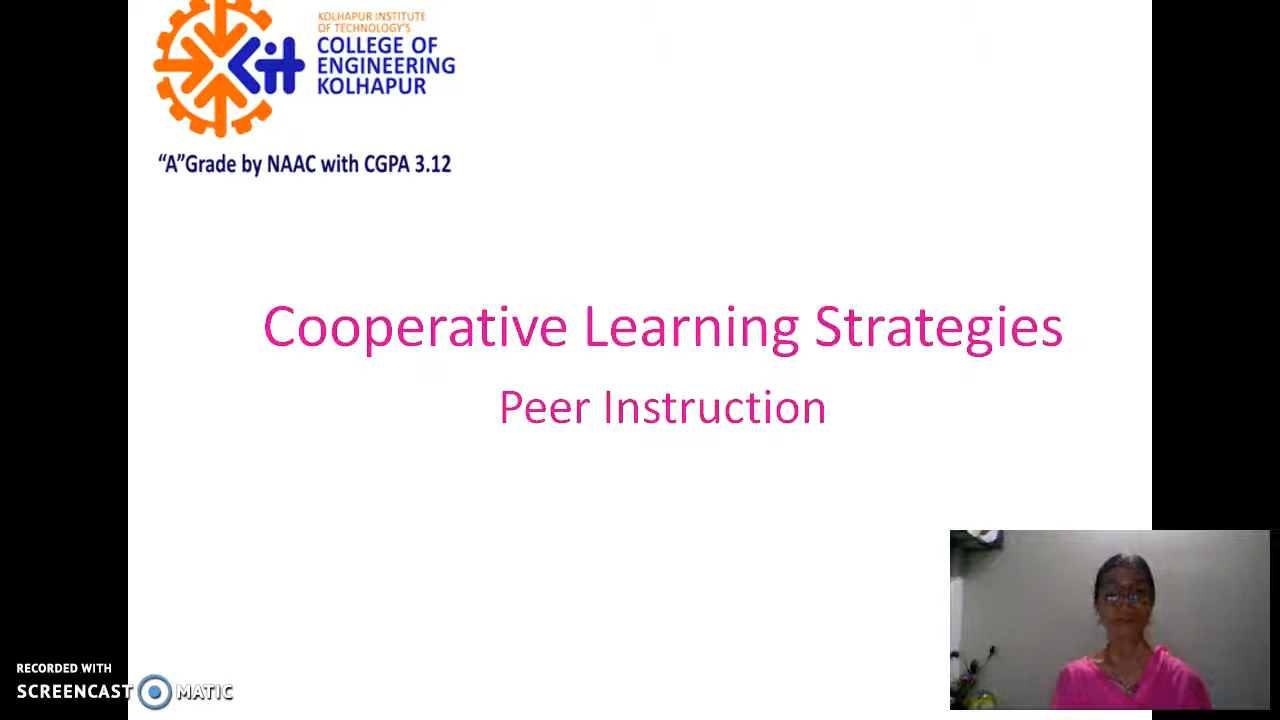 KOLHAPUR INSTITUTE
OF TECHNOLOGY'S
COLLEGE OF
ENGINEERING
KOLHAPUR
Kit
“A”Grade by NAAC with CGPA 3.12
Cooperative Learning Strategies
Peer Instruction
RECORDED WITH
SCREENCAST MATIC